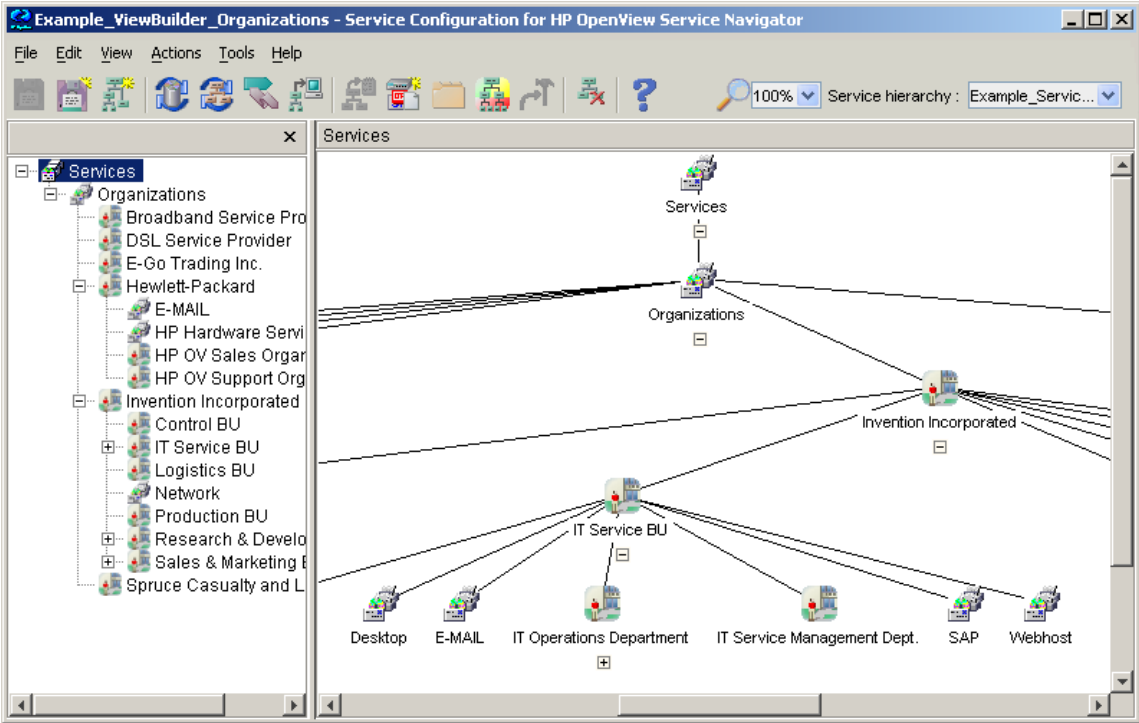 Example_ViewBuilder_Organizations - Service Configuration for HP OpenView Service Navigator
File Edit View Actions Tools Help
100% Service hierarchy : Example_Servic...
Services
Services
Organizations
Broadband Service Pro
DSL Service Provider
E-Go Trading Inc.
Hewlett-Packard
E-MAIL
HP Hardware Servi
HP OV Sales Organ
HP OV Support Org
Invention Incorporated
Control BU
IT Service BU
Logistics BU
Network
Production BU
Research & Develo
Sales & Marketing
Spruce Casualty and L
Services
Organizations
Invention Incorporated
IT Service BU
Desktop E-MAIL IT Operations Department IT Service Management Dept. SAP Webhost